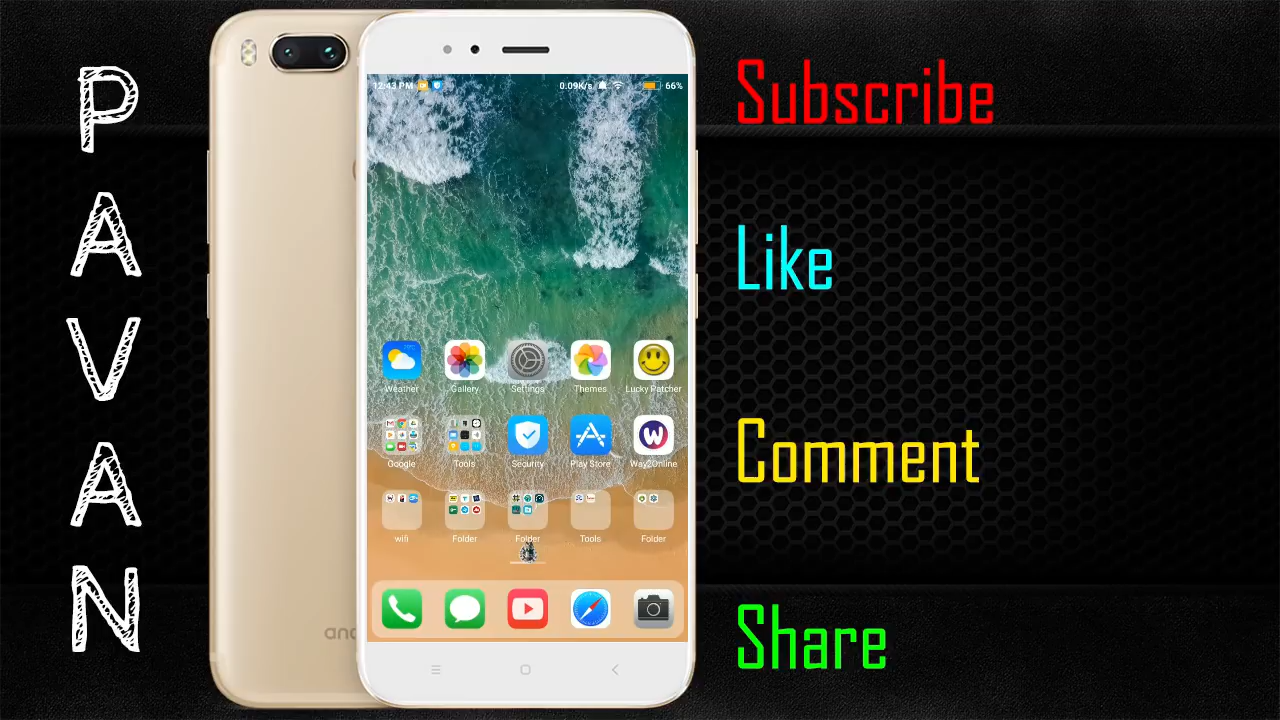 PAVAN
12:43 PM
0.09K/s
66%
Weather Gallery Settings Themes Lucky Patcher
Google Tools Security Play Store Way2Online
wifi Folder Folder Tools Folder
Subscribe
Like
Comment
Share